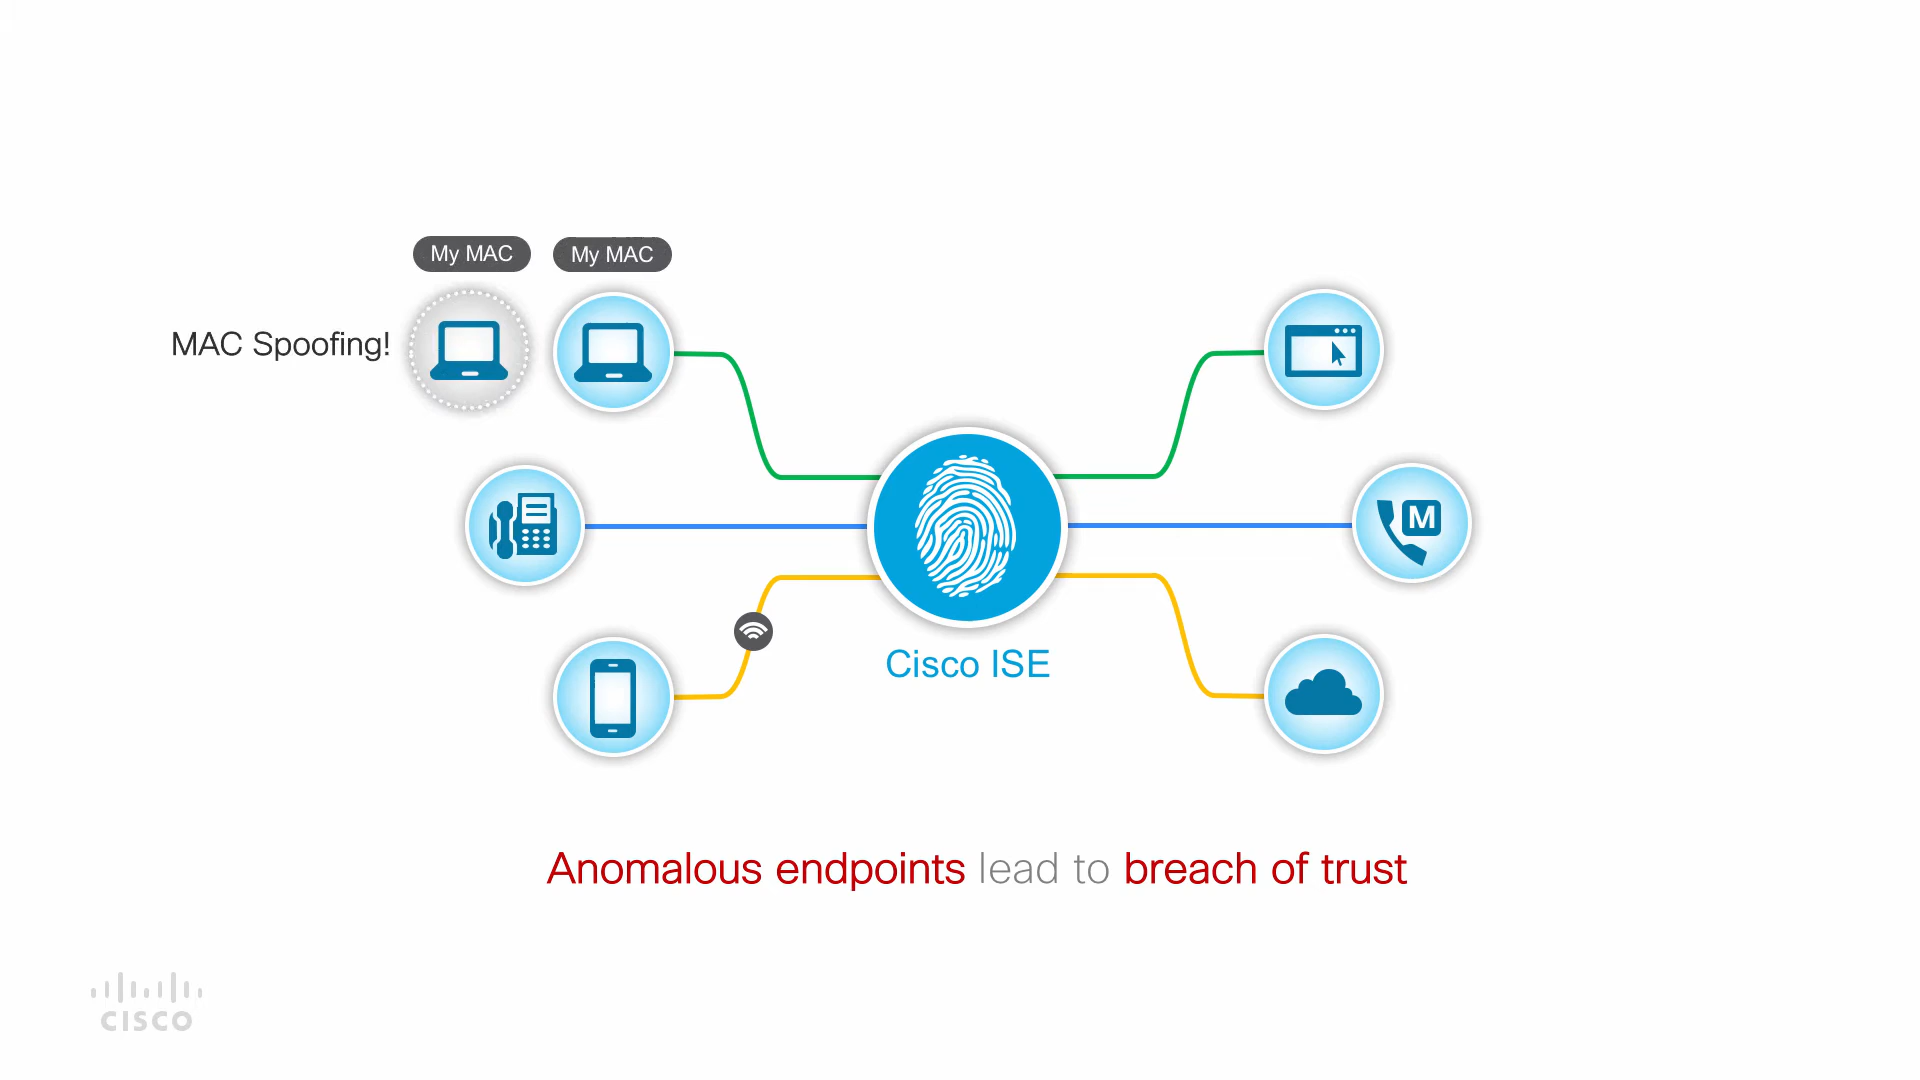 My MAC
My MAC
MAC Spoofing!
M
Cisco ISE
Anomalous endpoints lead to breach of trust
CISCO